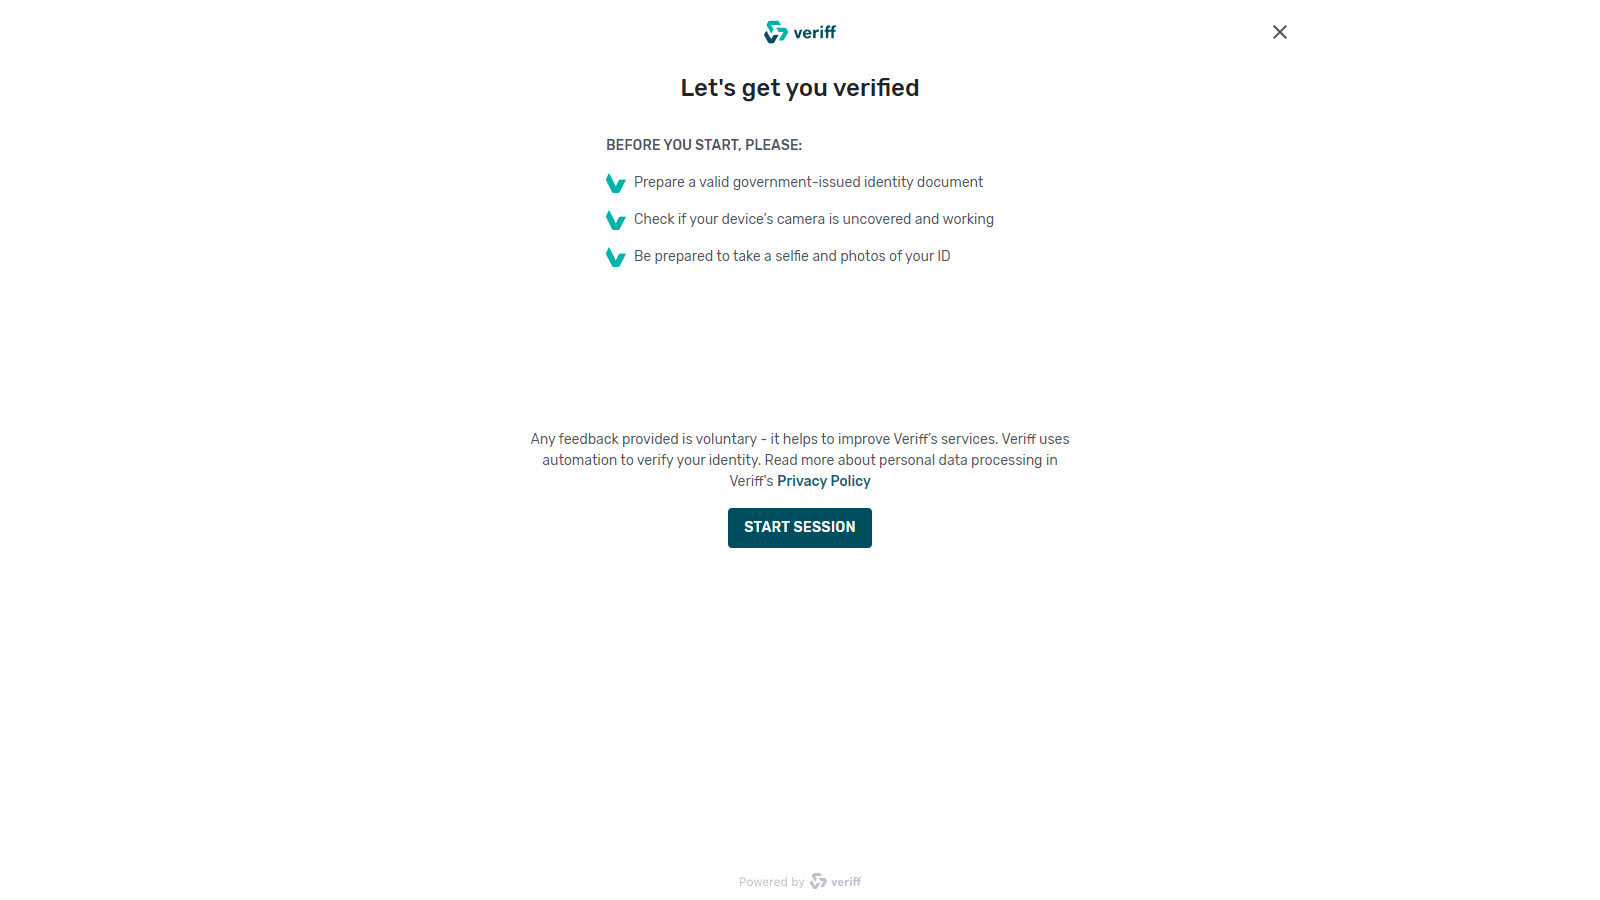 veriff
Let's get you verified
BEFORE YOU START, PLEASE:
Prepare a valid government-issued identity document
Check if your device’s camera is uncovered and working
Be prepared to take a selfie and photos of your ID
Any feedback provided is voluntary - it helps to improve Veriff’s services. Veriff uses
automation to verify your identity. Read more about personal data processing in
Veriff's Privacy Policy
START SESSION
Powered by veriff